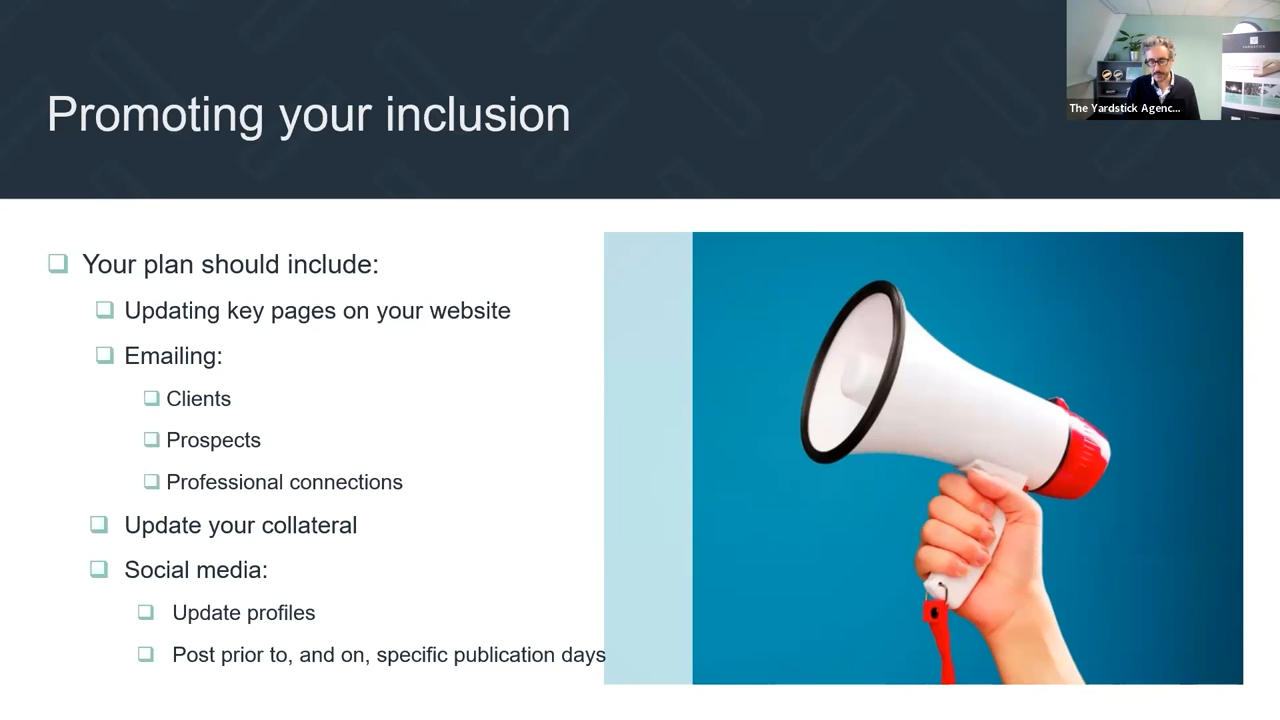 Promoting your inclusion
The Yardstick Agenc...
Your plan should include:
Updating key pages on your website
Emailing:
Clients
Prospects
Professional connections
Update your collateral
Social media:
Update profiles
Post prior to, and on, specific publication days